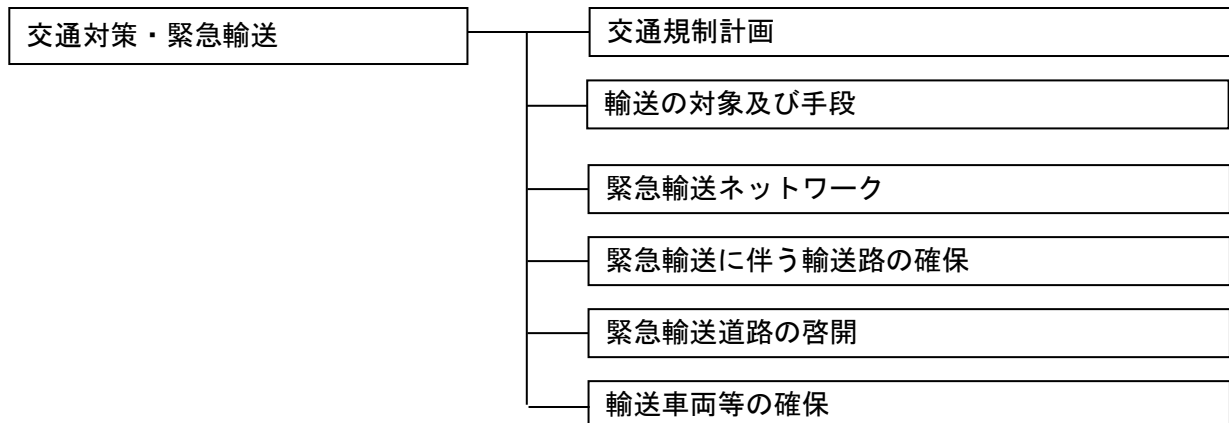 交通対策・緊急輸送
交通規制計画
輸送の対象及び手段
緊急輸送ネットワーク
緊急輸送に伴う輸送路の確保
緊急輸送道路の啓開
輸送車両等の確保